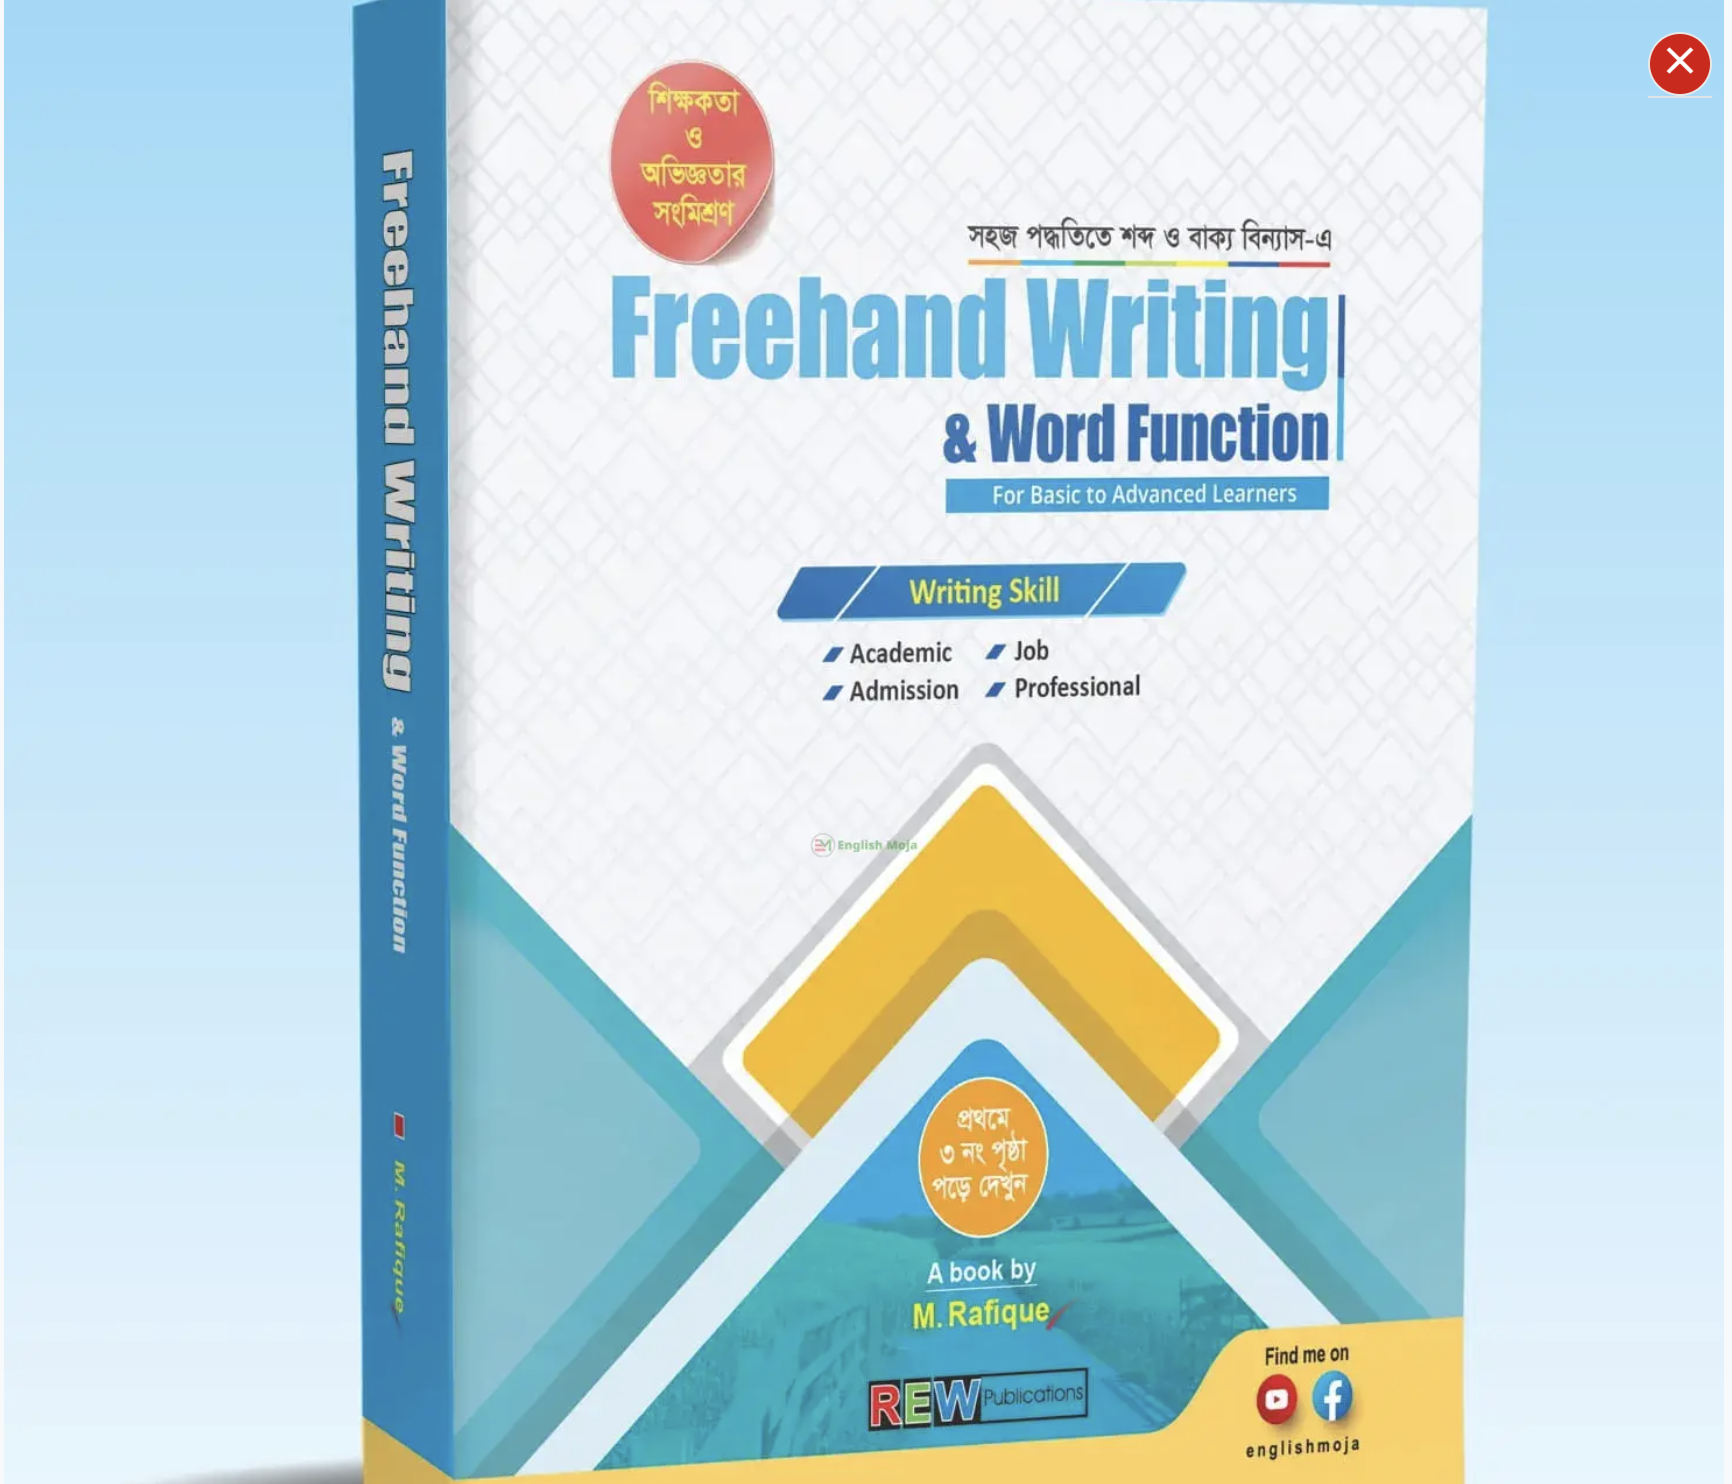 Freehand Writing & Word Function
M. Rafique
শিক্ষকতা
ও
অভিজ্ঞতার
সংমিশ্রণ
সহজ পদ্ধতিতে শব্দ ও বাক্য বিন্যাস-এ
Freehand Writing
& Word Function
For Basic to Advanced Learners
Writing Skill
Academic
Job
Admission
Professional
EM English Moja
প্রথমে
৩ নং পৃষ্ঠা
পড়ে দেখুন
A book by
M. Rafique
REW Publications
Find me on
englishmoja